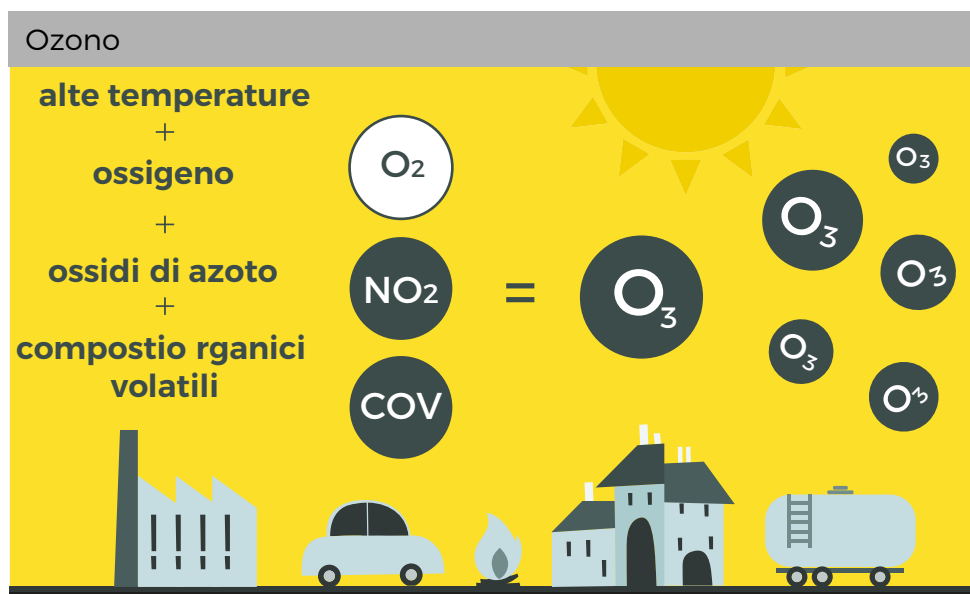 Ozono
alte temperature
+
ossigeno
+
ossidi di azoto
+
compostio rganici
volatili
O2
NO2
COV
=
O3
O3
O3
O3
O3
O3